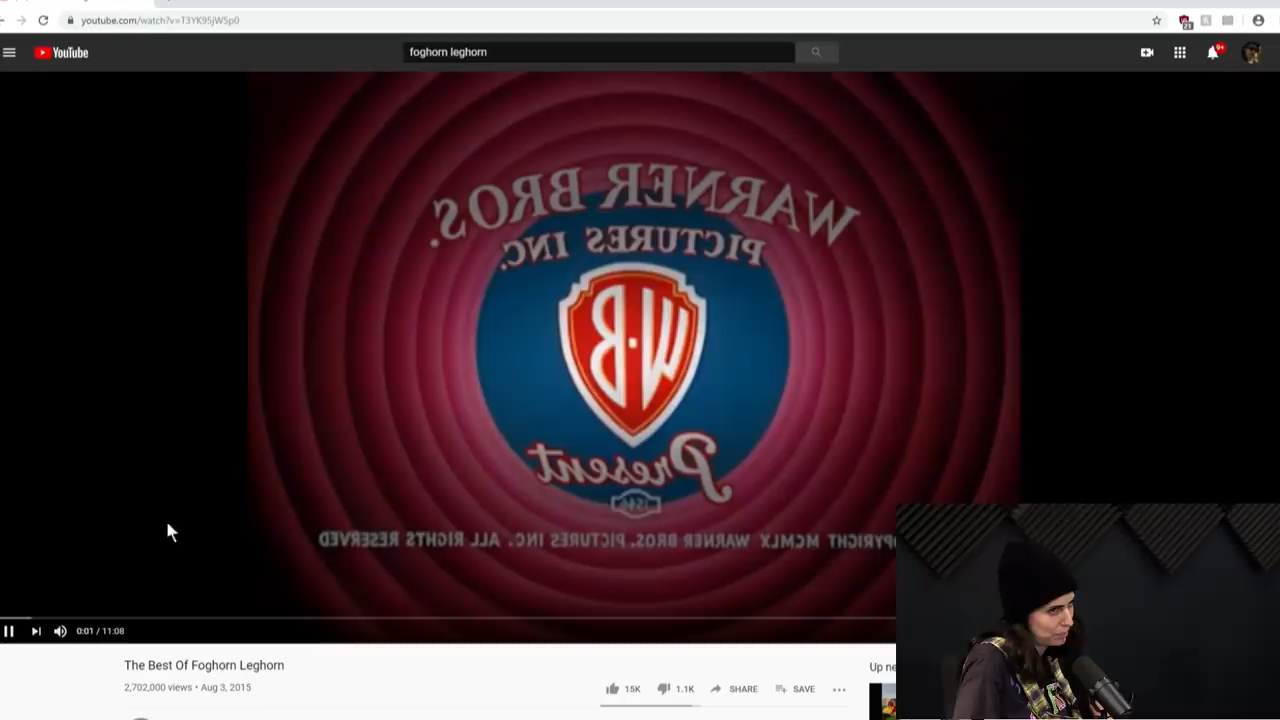 youtube.com/watch?v=T3YK95jW5p0
YouTube
foghorn leghorn
9+
WARNER BROS.
PICTURES INC.
W·B
Present
COPYRIGHT MCMLX WARNER BROS. PICTURES INC. ALL RIGHTS RESERVED
0:01 / 11:08
The Best Of Foghorn Leghorn
Up ne
2,702,000 views • Aug 3, 2015
15K
1.1K
SHARE
SAVE